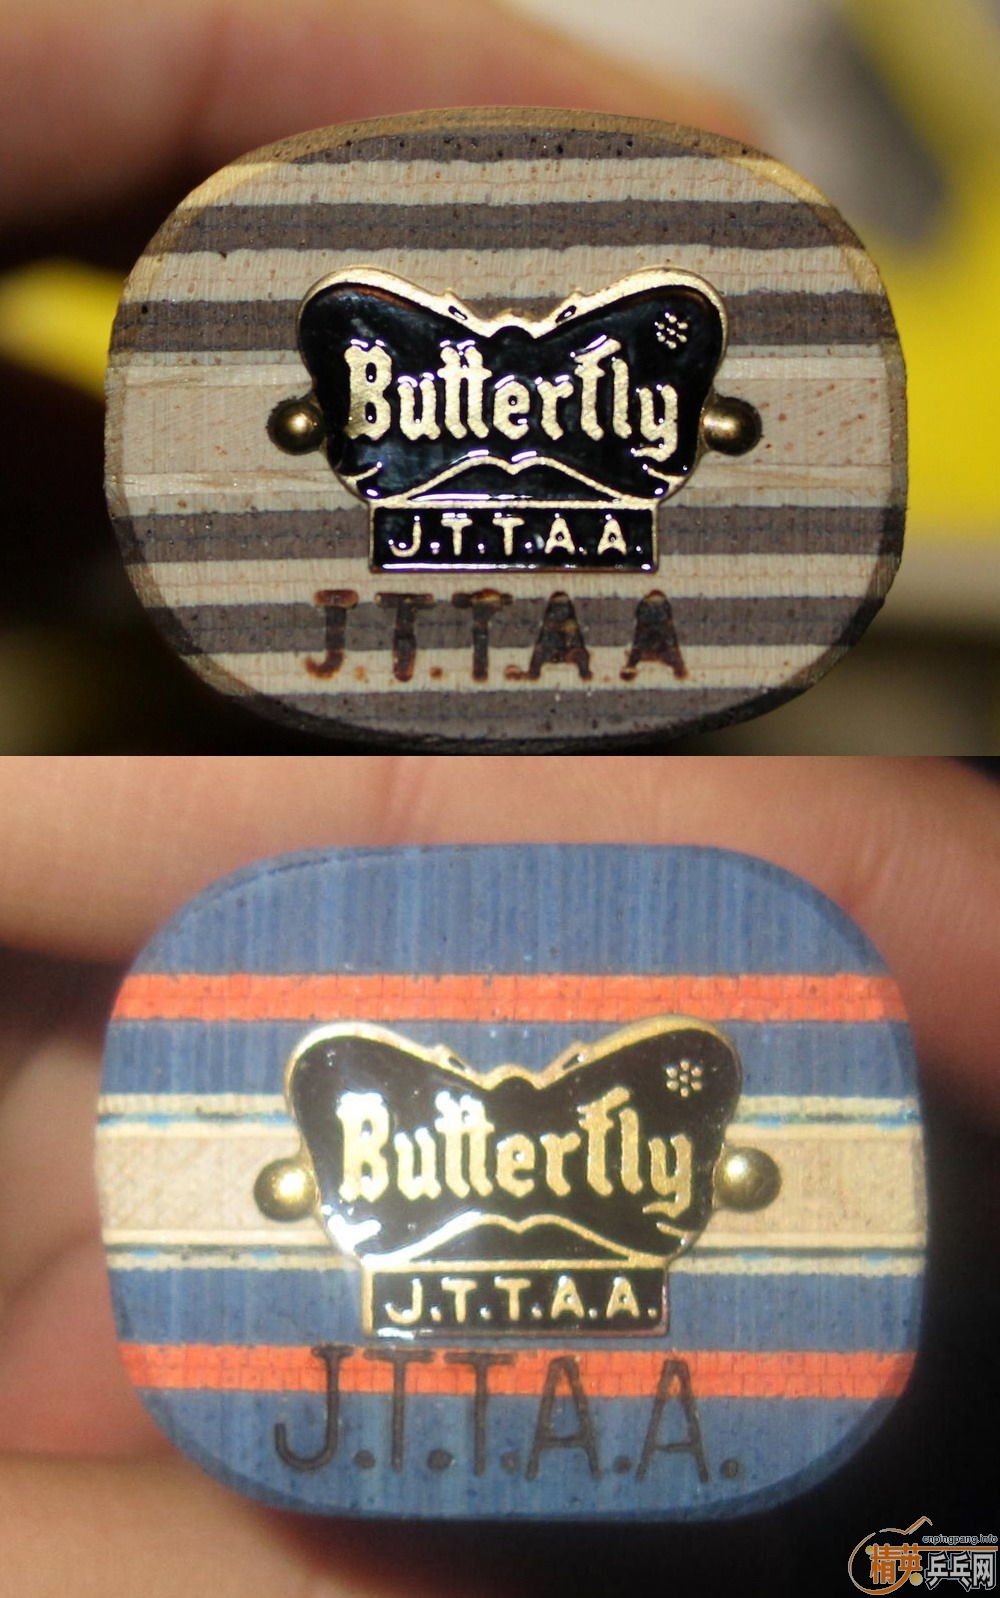 Butterfly
J.T.T.A.A
J.T.T.A.A
Butterfly
J.T.T.A.A.
J.T.T.A.A.
cnpingpang.info
精英乒乓网